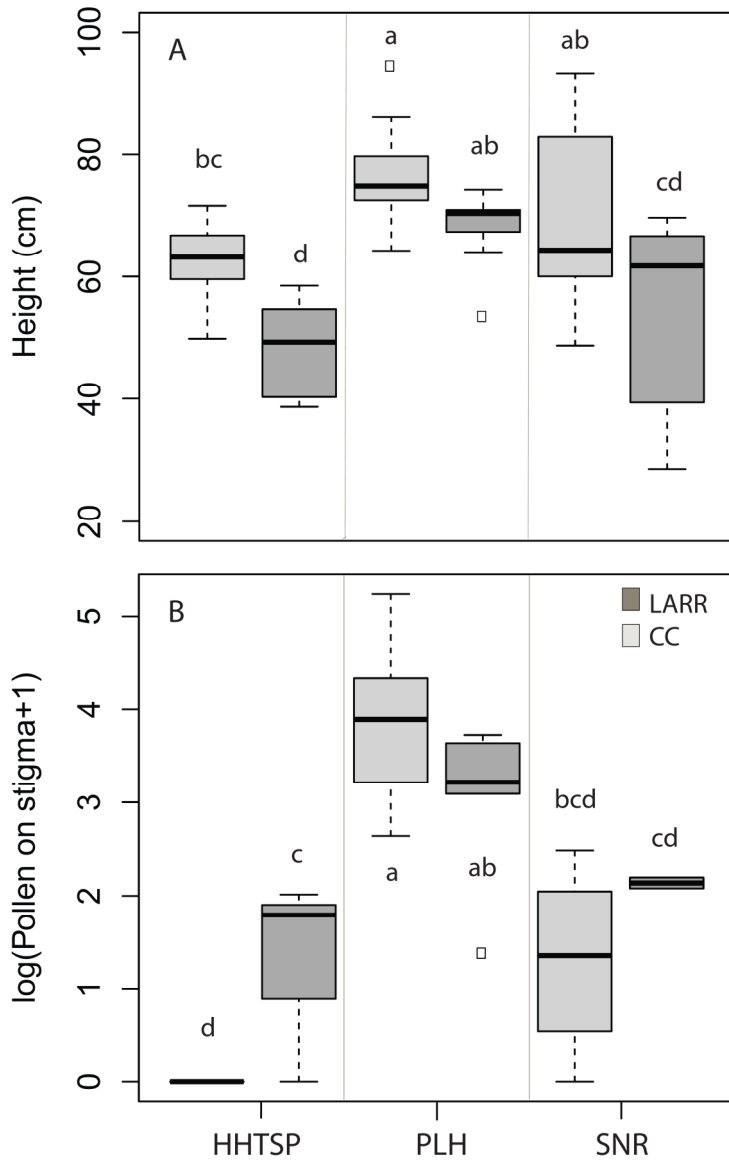 Height (cm)
100
80
60
40
20
A
bc
d
a
ab
ab
cd
log(Pollen on stigma+1)
5
4
3
2
1
0
B
LARR
CC
d
c
a
ab
bcd
cd
HHTSP
PLH
SNR